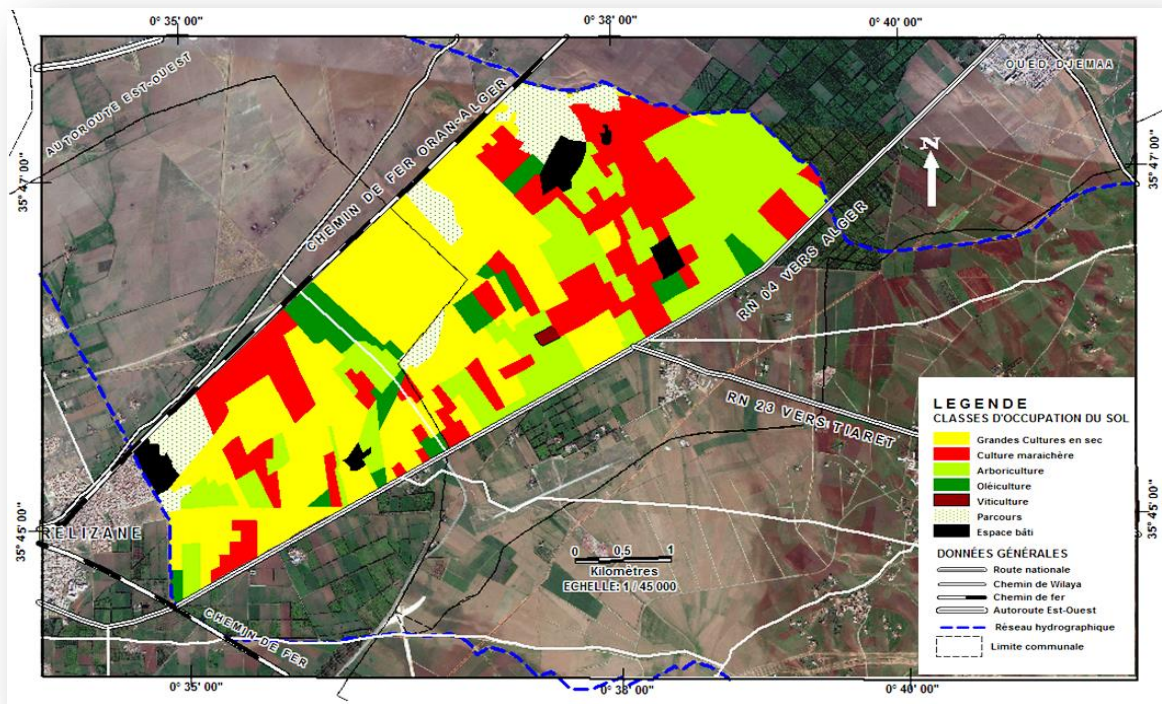 0° 35' 00"
0° 38' 00"
0° 40' 00"
AUTOROUTE EST-OUEST
CHEMIN DE FER ORAN-ALGER
OUED DJEMAA
35° 47' 00"
35° 47' 00"
N
RN 04 VERS ALGER
RN 23 VERS TIARET
RELIZANE
35° 45' 00"
35° 45' 00"
CHEMIN DE FER
0 0,5 1
Kilomètres
ECHELLE: 1 / 45 000
LEGENDE
CLASSES D'OCCUPATION DU SOL
Grandes Cultures en sec
Culture maraichère
Arboriculture
Oléiculture
Viticulture
Parcours
Espace bâti
DONNÉES GÉNÉRALES
Route nationale
Chemin de Wilaya
Chemin de fer
Autoroute Est-Ouest
Réseau hydrographique
Limite communale
0° 35' 00"
0° 38' 00"
0° 40' 00"